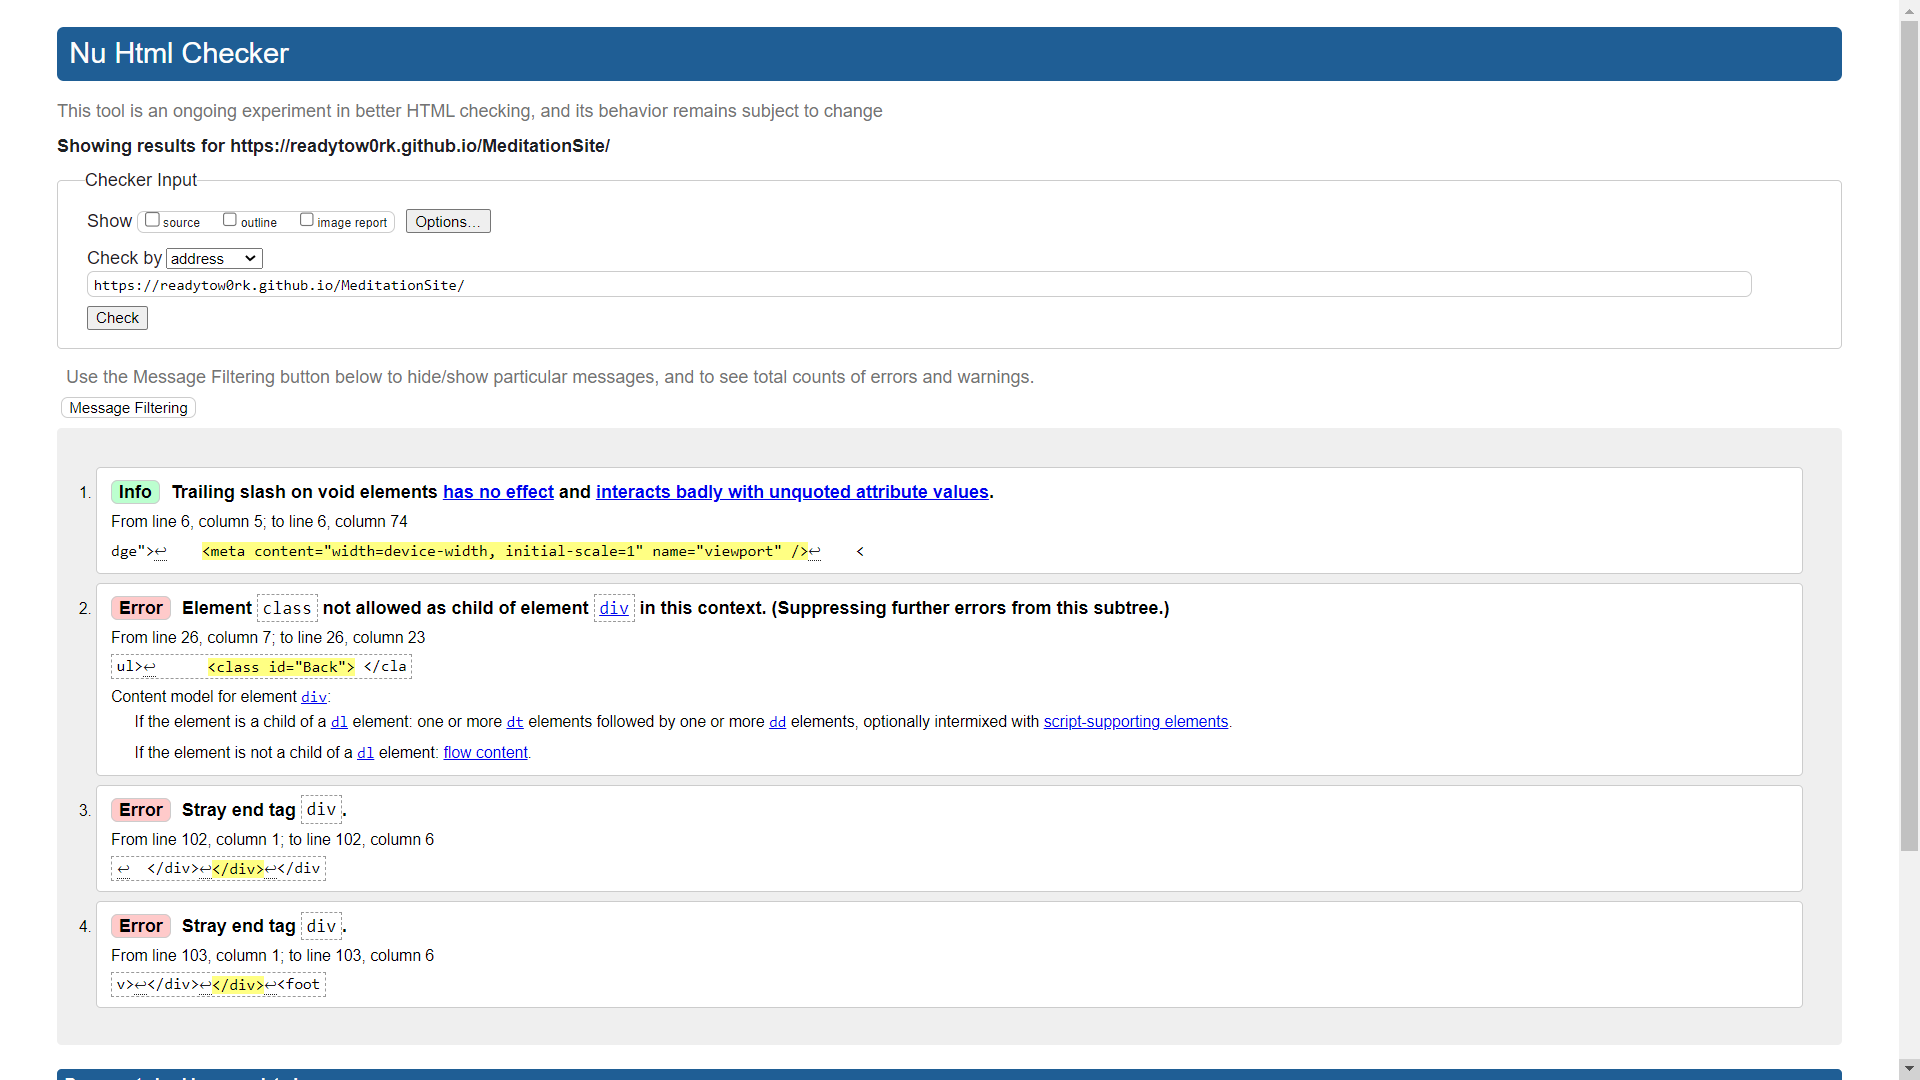 Nu Html Checker
This tool is an ongoing experiment in better HTML checking, and its behavior remains subject to change
Showing results for https://readytow0rk.github.io/MeditationSite/
Checker Input
Show source outline image report Options...
Check by address
https://readytow0rk.github.io/MeditationSite/
Check
Use the Message Filtering button below to hide/show particular messages, and to see total counts of errors and warnings.
Message Filtering
1. Info Trailing slash on void elements has no effect and interacts badly with unquoted attribute values.
From line 6, column 5; to line 6, column 74
dge">↩    <meta content="width=device-width, initial-scale=1" name="viewport" />↩    <
2. Error Element class not allowed as child of element div in this context. (Suppressing further errors from this subtree.)
From line 26, column 7; to line 26, column 23
ul>↩      <class id="Back"> </cla
Content model for element div:
If the element is a child of a dl element: one or more dt elements followed by one or more dd elements, optionally intermixed with script-supporting elements.
If the element is not a child of a dl element: flow content.
3. Error Stray end tag div.
From line 102, column 1; to line 102, column 6
↩  </div>↩</div>↩</div
4. Error Stray end tag div.
From line 103, column 1; to line 103, column 6
v>↩</div>↩</div>↩<foot